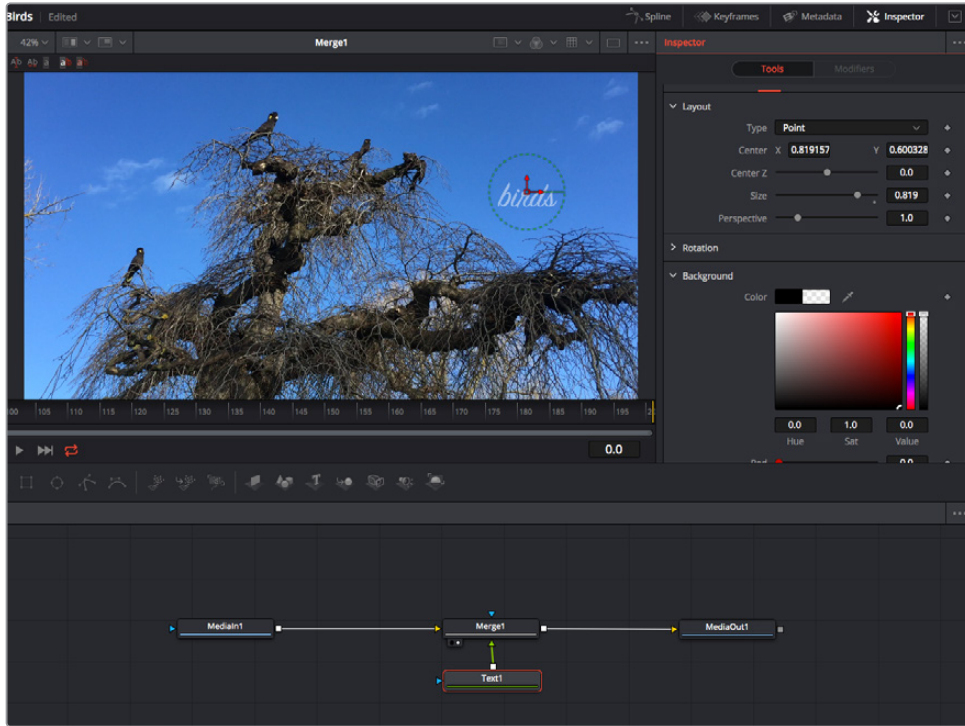 Birds Edited Spline Keyframes Metadata Inspector
42% Merge1 Inspector
Tools Modifiers
Layout
Type Point
Center X 0.819157 Y 0.600328
Center Z 0.0
Size 0.819
Perspective 1.0
Rotation
Background
Color
birds
0.0 1.0 0.0
Hue Sat Value
Red 0.0
100 105 110 115 120 125 130 135 140 145 150 155 160 165 170 175 180 185 190 195
0.0
MediaIn1 Merge1 MediaOut1
Text1